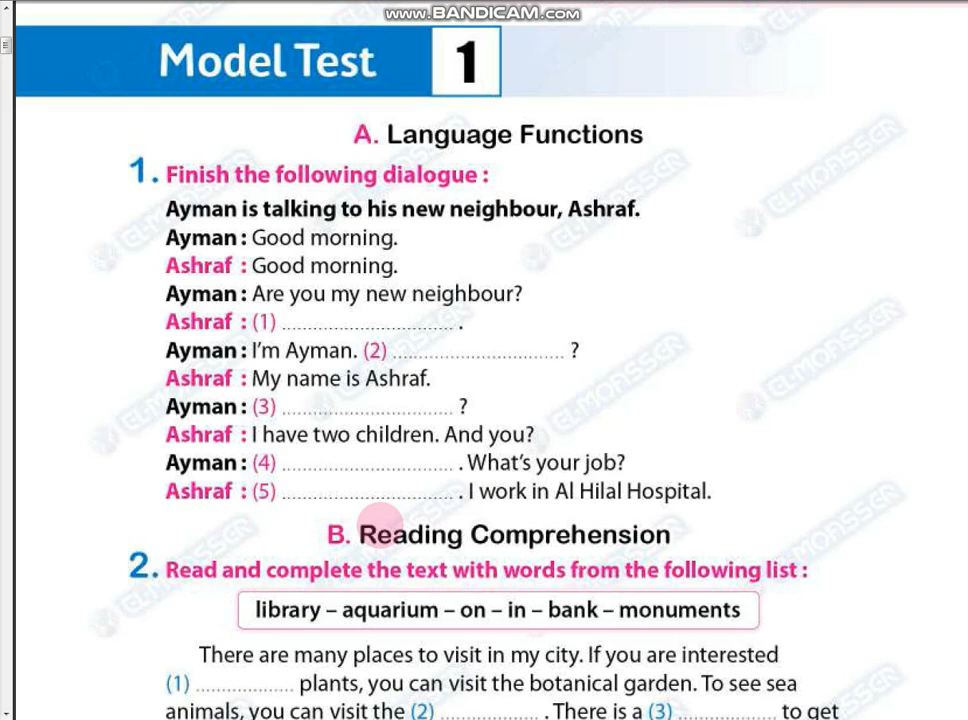 www.BANDICAM.com
Model Test 1
A. Language Functions
1. Finish the following dialogue :
Ayman is talking to his new neighbour, Ashraf.
Ayman : Good morning.
Ashraf : Good morning.
Ayman : Are you my new neighbour?
Ashraf : (1) ................................ .
Ayman : I'm Ayman. (2) ................................ ?
Ashraf : My name is Ashraf.
Ayman : (3) ................................ ?
Ashraf : I have two children. And you?
Ayman : (4) ................................ . What's your job?
Ashraf : (5) ................................ . I work in Al Hilal Hospital.
B. Reading Comprehension
2. Read and complete the text with words from the following list :
library – aquarium – on – in – bank – monuments
There are many places to visit in my city. If you are interested
(1) ................... plants, you can visit the botanical garden. To see sea
animals, you can visit the (2) ................... . There is a (3) ................... to get